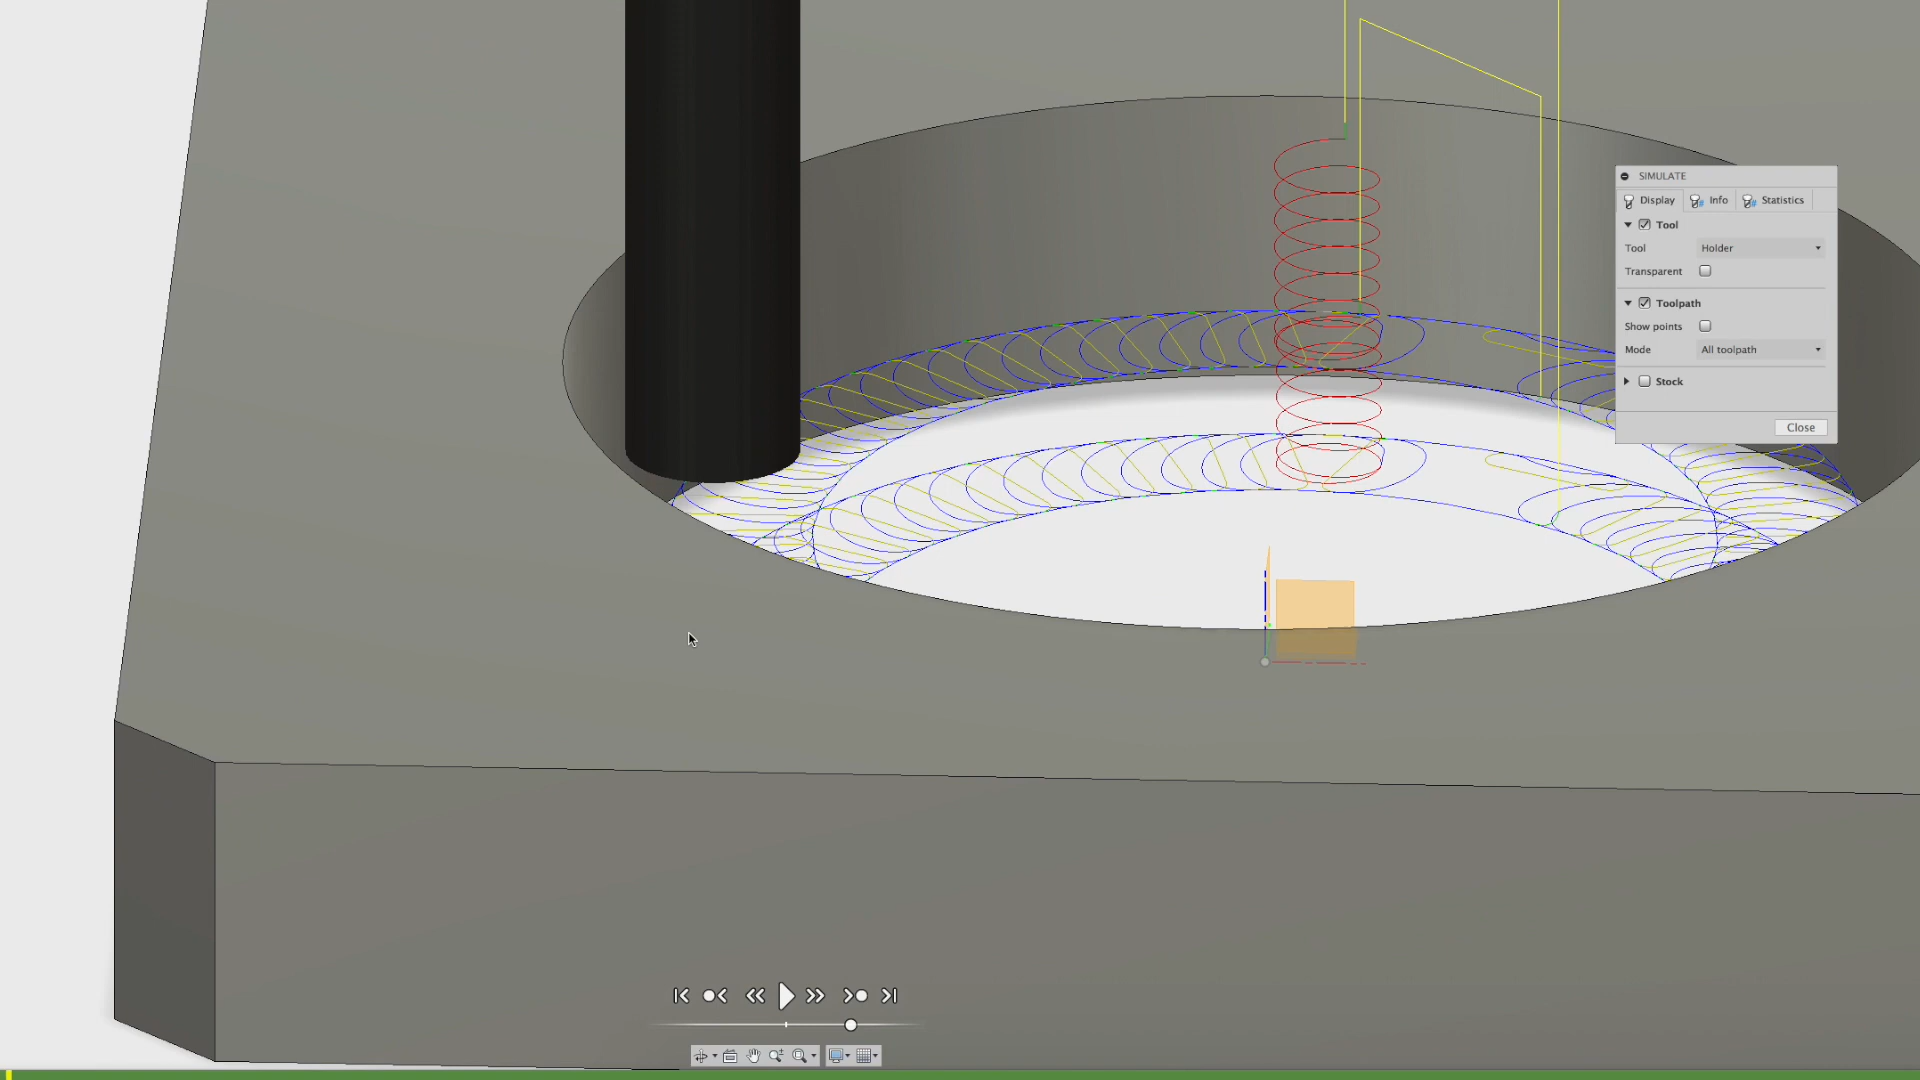 SIMULATE
Display Info Statistics
Tool
Tool Holder
Transparent
Toolpath
Show points
Mode All toolpath
Stock
Close